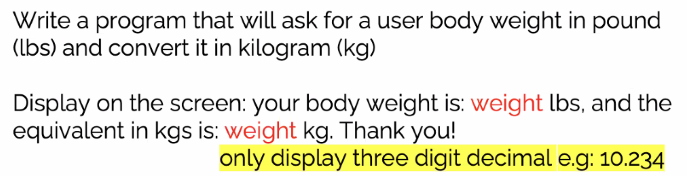 Write a program that will ask for a user body weight in pound
(lbs) and convert it in kilogram (kg)
Display on the screen: your body weight is: weight lbs, and the
equivalent in kgs is: weight kg. Thank you!
only display three digit decimal e.g: 10.234